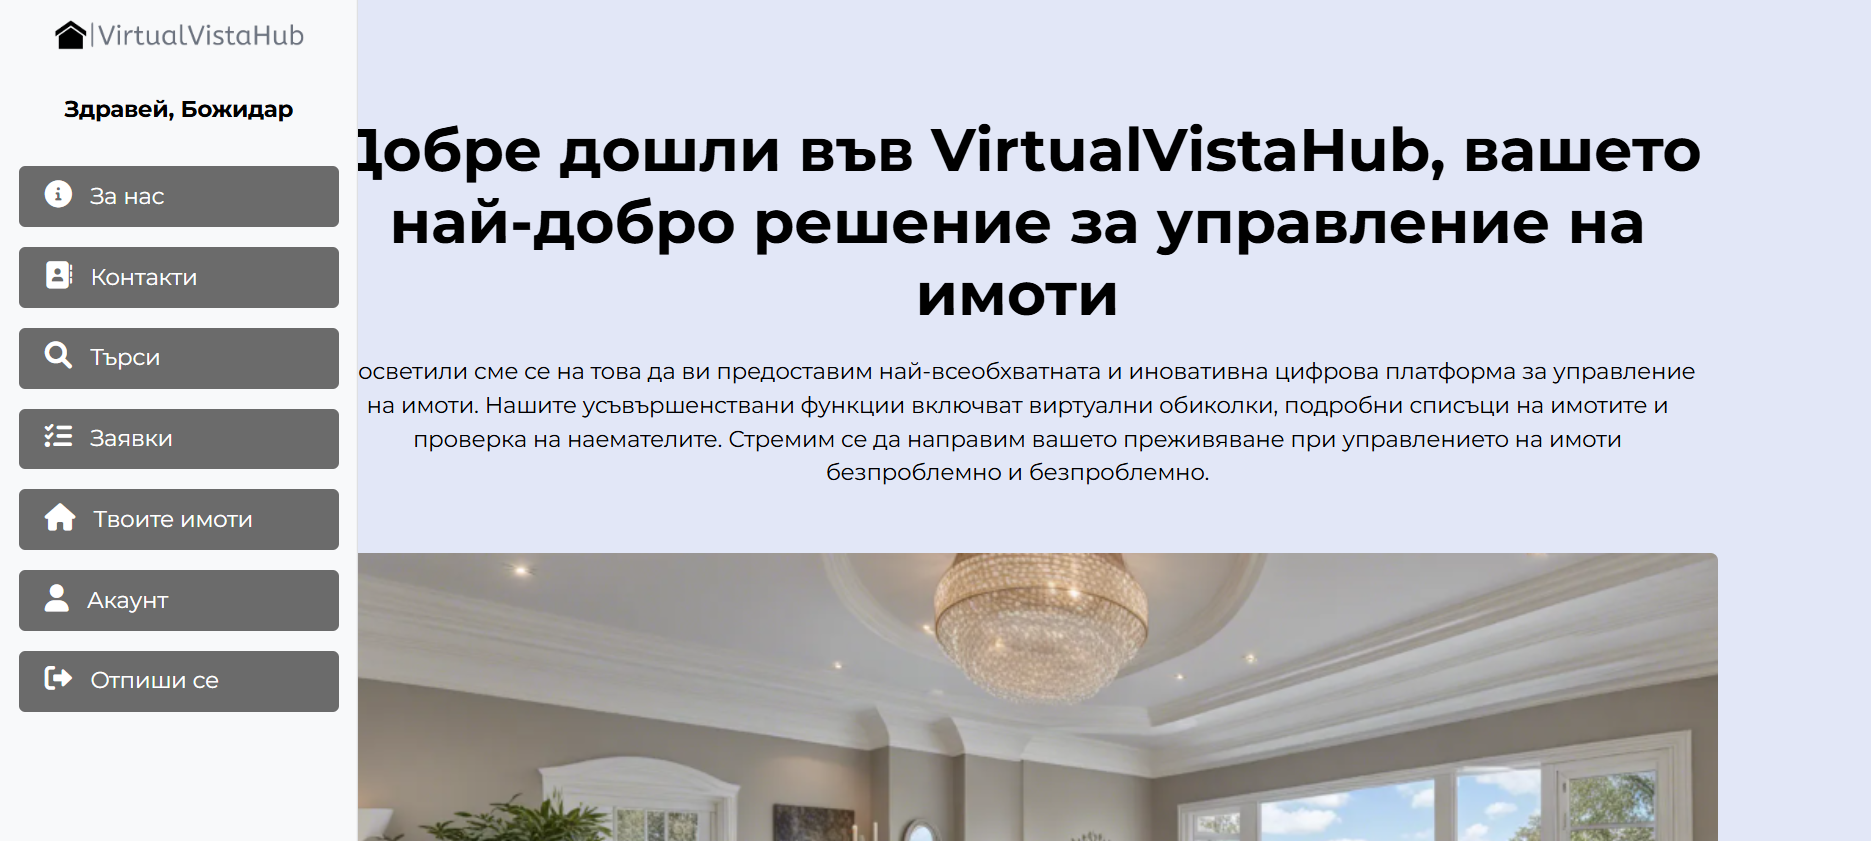 VirtualVistaHub
Здравей, Божидар
За нас
Контакти
Търси
Заявки
Твоите имоти
Акаунт
Отпиши се
Добре дошли във VirtualVistaHub, вашето
най-добро решение за управление на
имоти
осветили сме се на това да ви предоставим най-всеобхватната и иновативна цифрова платформа за управление
на имоти. Нашите усъвършенствани функции включват виртуални обиколки, подробни списъци на имотите и
проверка на наемателите. Стремим се да направим вашето преживяване при управлението на имоти
безпроблемно и безпроблемно.